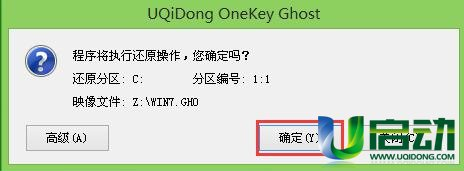 UQiDong OneKey Ghost
程序将执行还原操作，您确定吗？
还原分区：C: 分区编号：1:1
映像文件：Z:\WIN7.GHO
高级(A) 确定(Y)
U启动
WWW.UQIDONG.COM